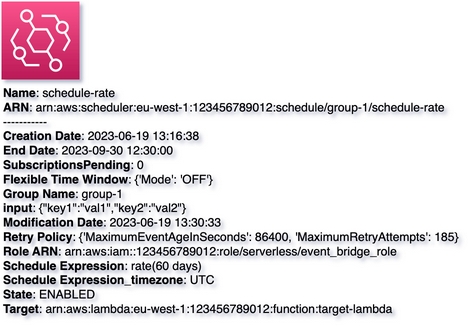 Name: schedule-rate
ARN: arn:aws:scheduler:eu-west-1:123456789012:schedule/group-1/schedule-rate
-----------
Creation Date: 2023-06-19 13:16:38
End Date: 2023-09-30 12:30:00
SubscriptionsPending: 0
Flexible Time Window: {'Mode': 'OFF'}
Group Name: group-1
input: {"key1":"val1","key2":"val2"}
Modification Date: 2023-06-19 13:30:33
Retry Policy: {'MaximumEventAgeInSeconds': 86400, 'MaximumRetryAttempts': 185}
Role ARN: arn:aws:iam::123456789012:role/serverless/event_bridge_role
Schedule Expression: rate(60 days)
Schedule Expression_timezone: UTC
State: ENABLED
Target: arn:aws:lambda:eu-west-1:123456789012:function:target-lambda